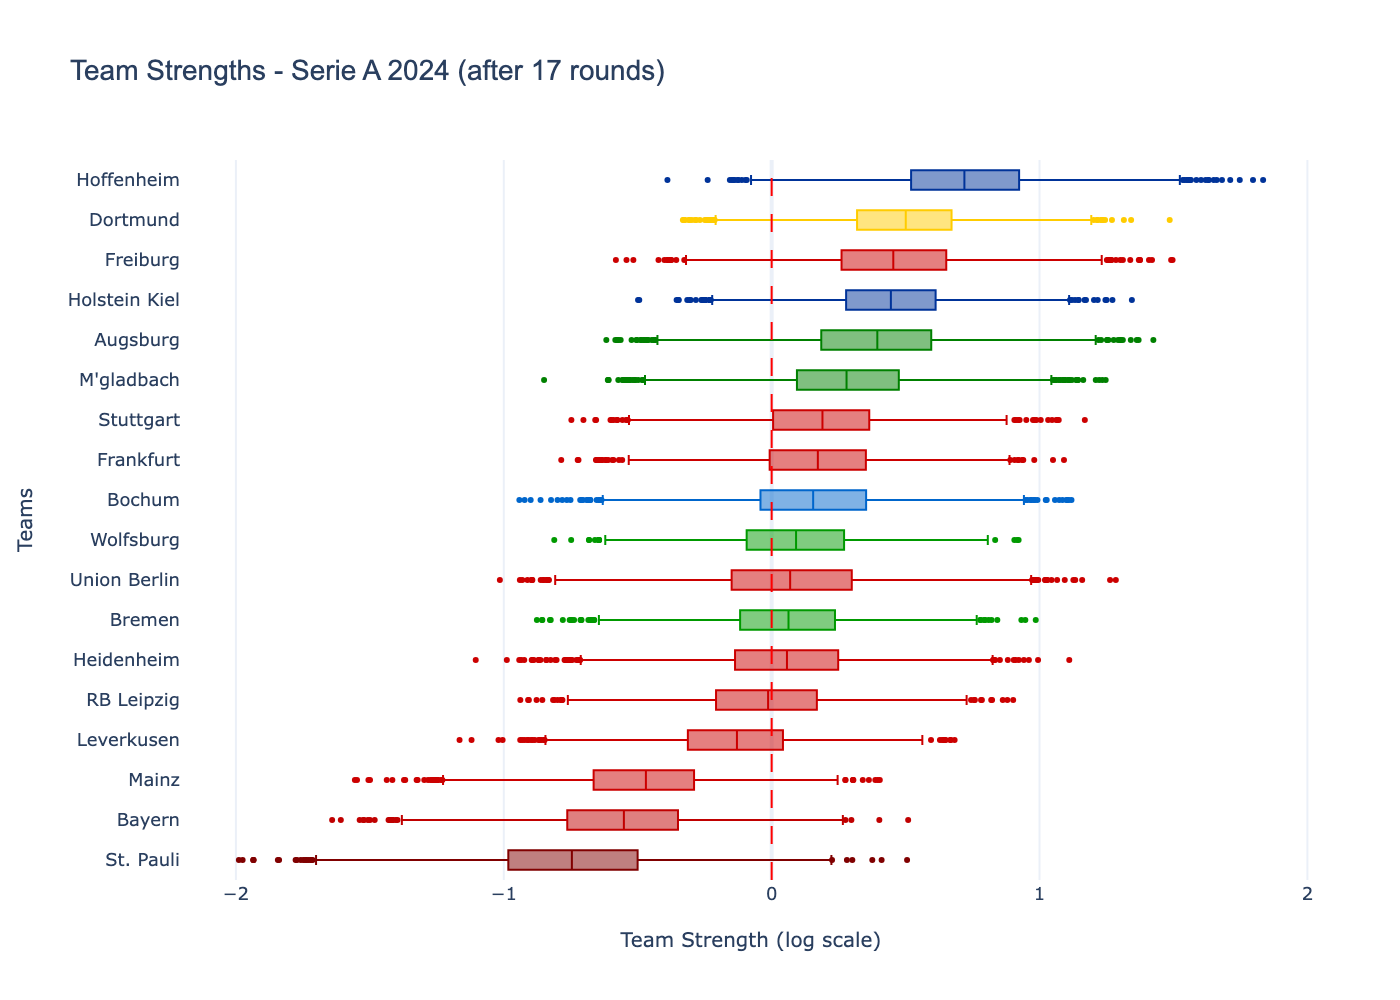 Team Strengths - Serie A 2024 (after 17 rounds)
Hoffenheim
Dortmund
Freiburg
Holstein Kiel
Augsburg
M'gladbach
Stuttgart
Frankfurt
Bochum
Wolfsburg
Union Berlin
Bremen
Heidenheim
RB Leipzig
Leverkusen
Mainz
Bayern
St. Pauli
Teams
−2 −1 0 1 2
Team Strength (log scale)